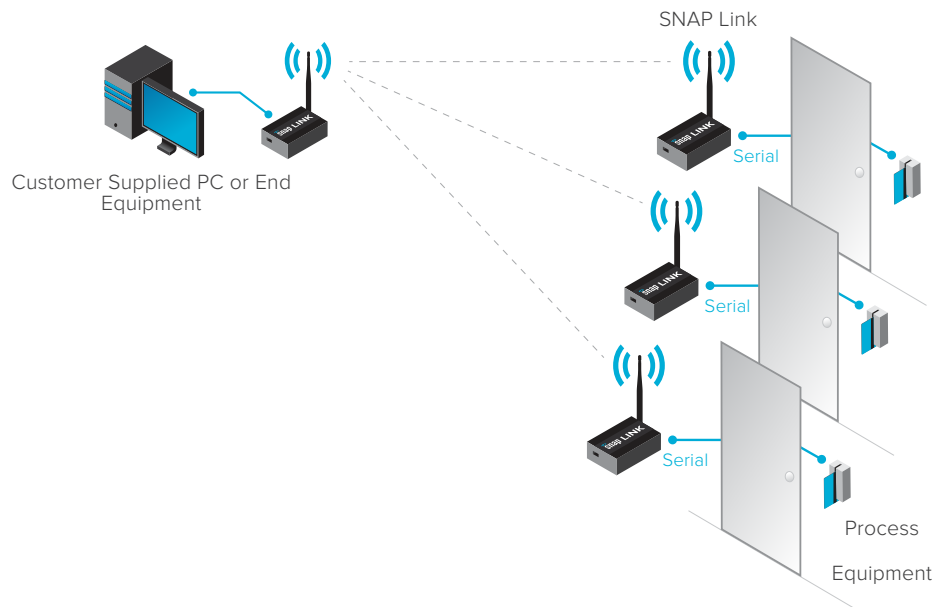 SNAP Link
snap LINK
snap LINK
Serial
Customer Supplied PC or End
Equipment
snap LINK
Serial
snap LINK
Serial
Process
Equipment